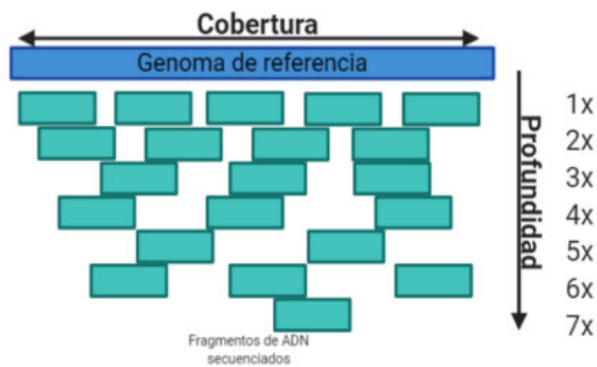 Cobertura
Genoma de referencia
Profundidad
1x
2x
3x
4x
5x
6x
7x
Fragmentos de ADN
secuenciados